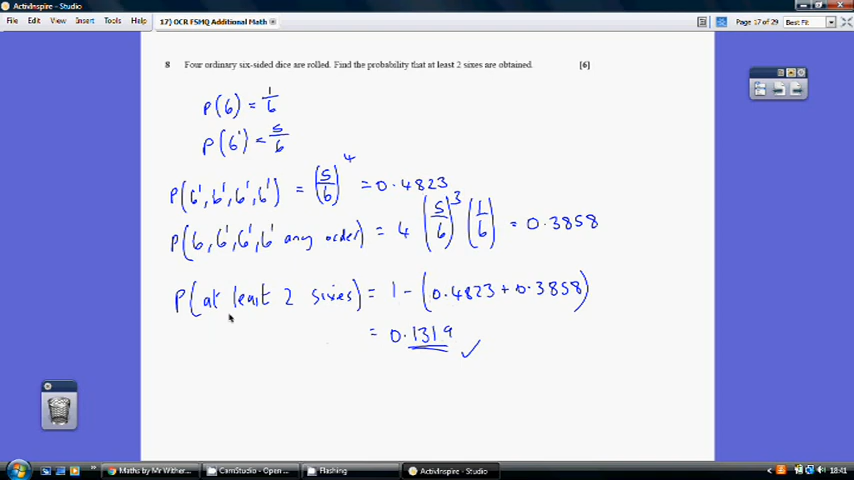 ActivInspire - Studio
File Edit View Insert Tools Help
17) OCR FSMQ Additional Math
Page 17 of 29
Best Fit
8 Four ordinary six-sided dice are rolled. Find the probability that at least 2 sixes are obtained. [6]
P(6) = 1/6
P(6') = 5/6
P(6', 6', 6', 6') = (5/6)^4 = 0.4823
P(6, 6', 6', 6' any order) = 4 (5/6)^3 (1/6) = 0.3858
P(at least 2 sixes) = 1 - (0.4823 + 0.3858)
= 0.1319 ✓
Maths by Mr Wither...
CamStudio - Open ...
Flashing
ActivInspire - Studio
18:41